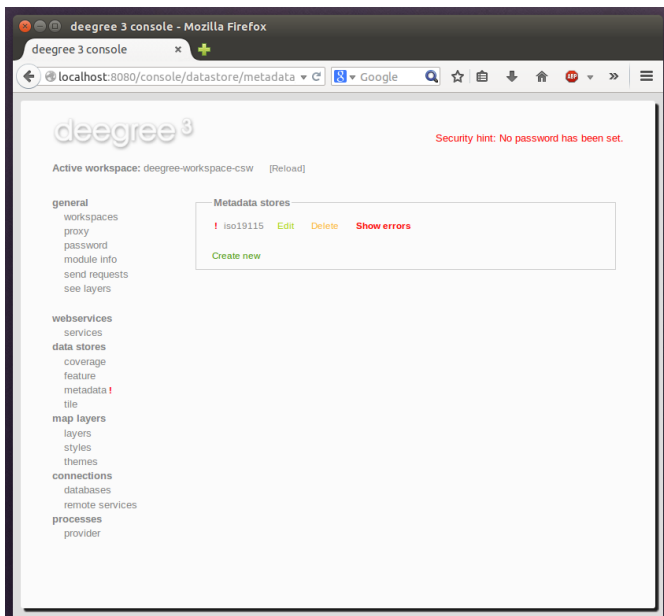 deegree 3 console - Mozilla Firefox
deegree 3 console
localhost:8080/console/datastore/metadata
Google
ABP
deegree 3
Security hint: No password has been set.
Active workspace: deegree-workspace-csw [Reload]
general
workspaces
proxy
password
module info
send requests
see layers
webservices
services
data stores
coverage
feature
metadata !
tile
map layers
layers
styles
themes
connections
databases
remote services
processes
provider
Metadata stores
! iso19115 Edit Delete Show errors
Create new